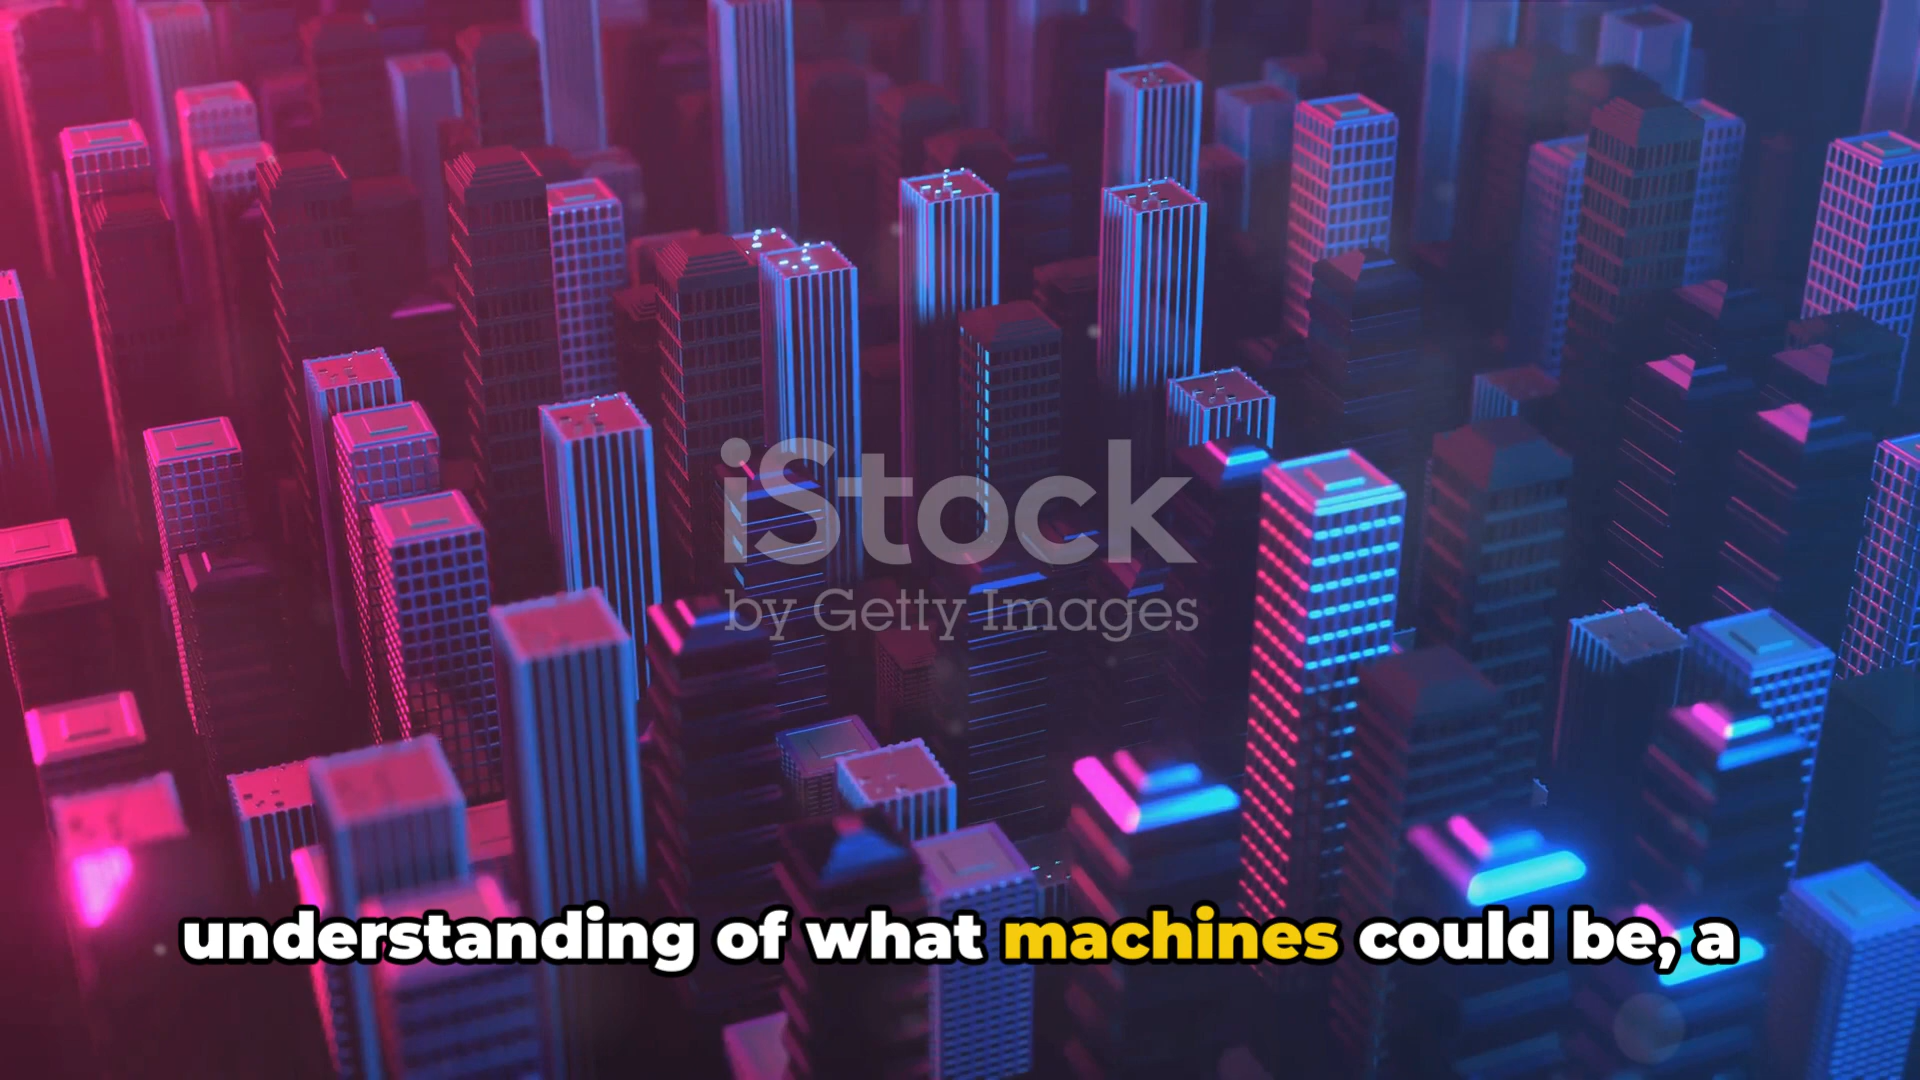 iStock
by Getty Images
understanding of what machines could be, a